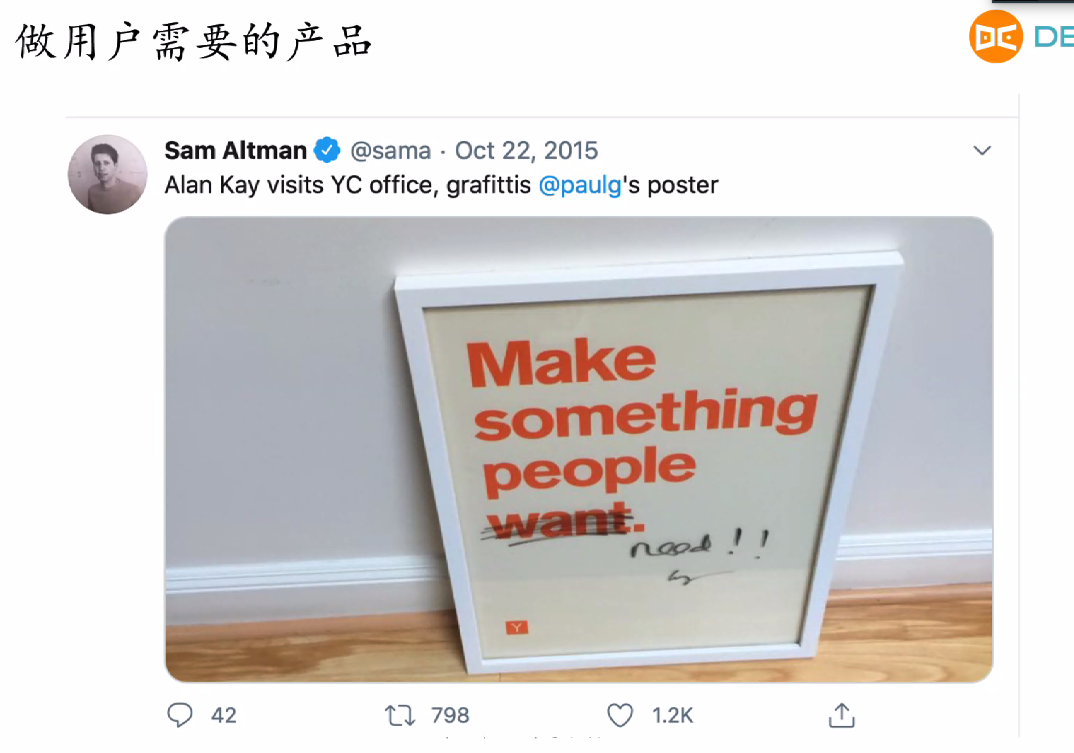 做用户需要的产品
DE
Sam Altman @sama · Oct 22, 2015
Alan Kay visits YC office, grafittis @paulg's poster
Make
something
people
want.
need!!
Y
42 798 1.2K